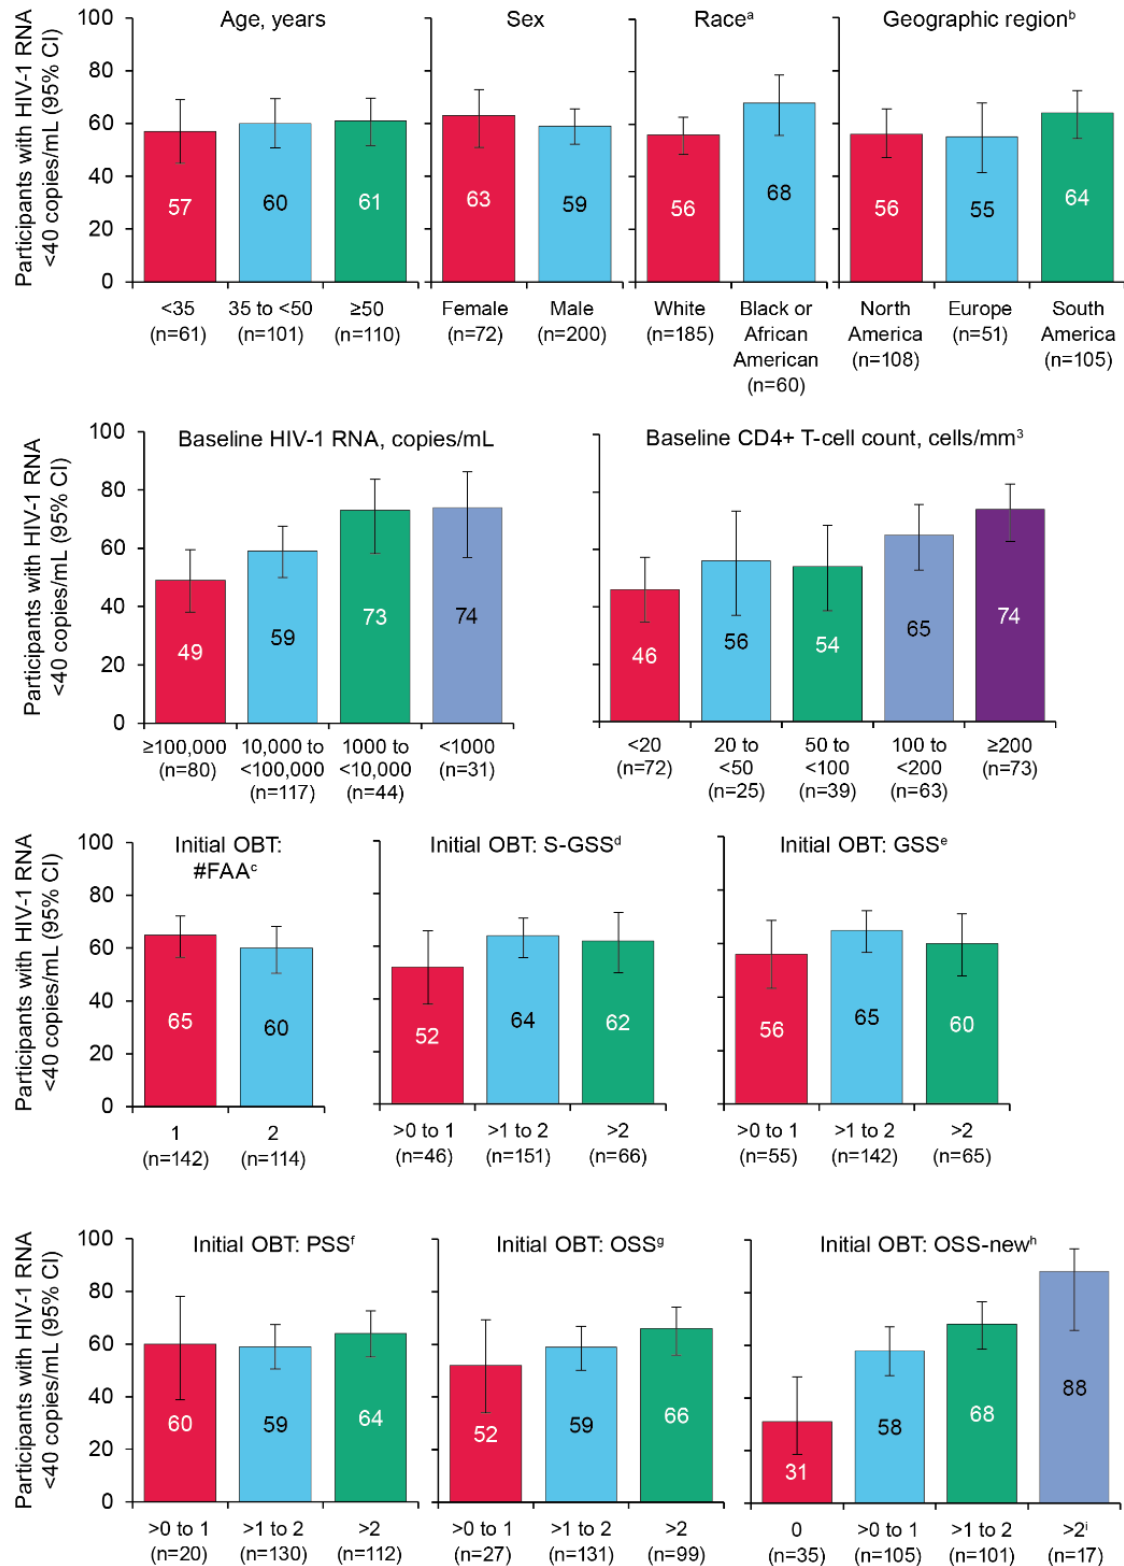 Participants with HIV-1 RNA
<40 copies/mL (95% CI)
100
80
60
40
20
0
Age, years
57
60
61
<35
(n=61)
35 to <50
(n=101)
≥50
(n=110)
Sex
63
59
Female
(n=72)
Male
(n=200)
Raceᵃ
56
68
White
(n=185)
Black or
African
American
(n=60)
Geographic regionᵇ
56
55
64
North
America
(n=108)
Europe
(n=51)
South
America
(n=105)
Participants with HIV-1 RNA
<40 copies/mL (95% CI)
100
80
60
40
20
0
Baseline HIV-1 RNA, copies/mL
49
59
73
74
≥100,000
(n=80)
10,000 to
<100,000
(n=117)
1000 to
<10,000
(n=44)
<1000
(n=31)
Baseline CD4+ T-cell count, cells/mm³
46
56
54
65
74
<20
(n=72)
20 to
<50
(n=25)
50 to
<100
(n=39)
100 to
<200
(n=63)
≥200
(n=73)
Participants with HIV-1 RNA
<40 copies/mL (95% CI)
100
80
60
40
20
0
Initial OBT:
#FAAᶜ
65
60
1
(n=142)
2
(n=114)
Initial OBT: S-GSSᵈ
52
64
62
>0 to 1
(n=46)
>1 to 2
(n=151)
>2
(n=66)
Initial OBT: GSSᵉ
56
65
60
>0 to 1
(n=55)
>1 to 2
(n=142)
>2
(n=65)
Participants with HIV-1 RNA
<40 copies/mL (95% CI)
100
80
60
40
20
0
Initial OBT: PSSᶠ
60
59
64
>0 to 1
(n=20)
>1 to 2
(n=130)
>2
(n=112)
Initial OBT: OSSᵍ
52
59
66
>0 to 1
(n=27)
>1 to 2
(n=131)
>2
(n=99)
Initial OBT: OSS-newʰ
31
58
68
88
0
(n=35)
>0 to 1
(n=105)
>1 to 2
(n=101)
>2ⁱ
(n=17)